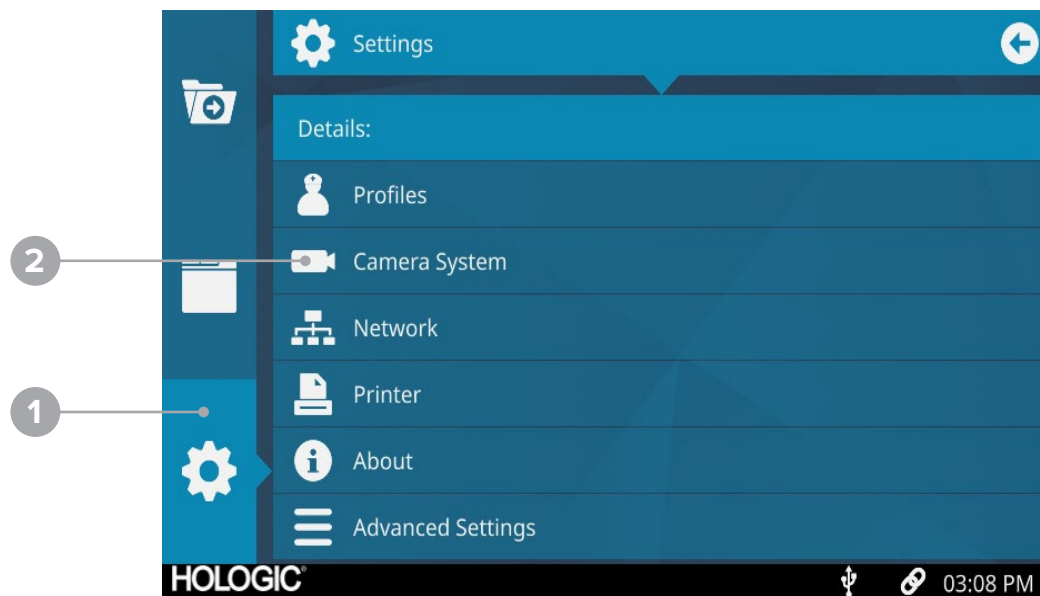 Settings
Details:
Profiles
2
Camera System
Network
Printer
1
About
Advanced Settings
HOLOGIC®
03:08 PM